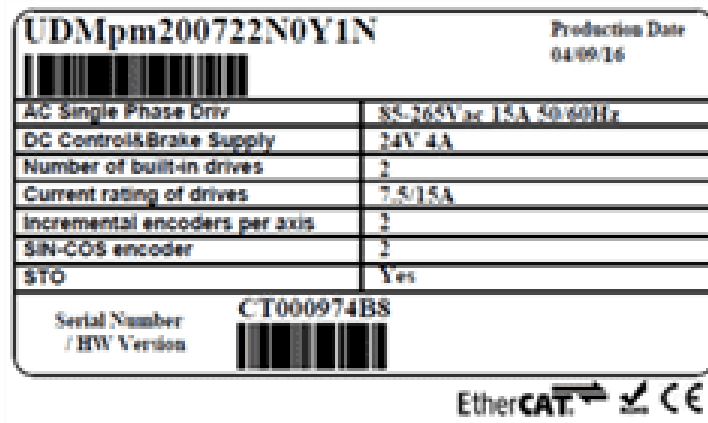 UDMpm200722N0Y1N
Production Date
04/09/16
AC Single Phase Driv 85-265Vac 15A 50/60Hz
DC Control&Brake Supply 24V 4A
Number of built-in drives 2
Current rating of drives 7.5/15A
Incremental encoders per axis 2
SIN-COS encoder 2
STO Yes
Serial Number
/ HW Version
CT000974B8
EtherCAT. CE